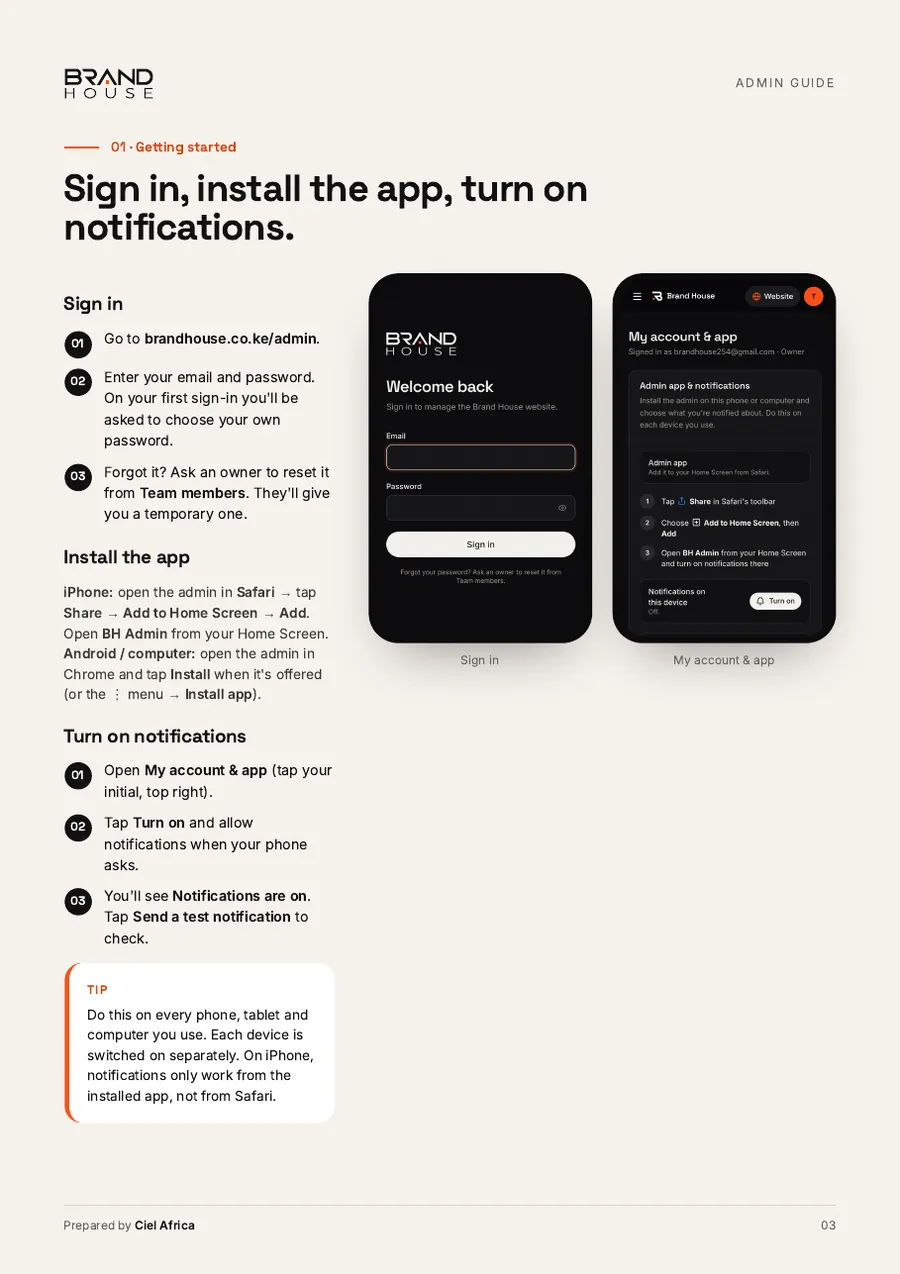 BRAND
HOUSE
ADMIN GUIDE
01 · Getting started
Sign in, install the app, turn on
notifications.
Sign in
01 Go to brandhouse.co.ke/admin.
02 Enter your email and password.
On your first sign-in you'll be
asked to choose your own
password.
03 Forgot it? Ask an owner to reset it
from Team members. They'll give
you a temporary one.
Install the app
iPhone: open the admin in Safari → tap
Share → Add to Home Screen → Add.
Open BH Admin from your Home Screen.
Android / computer: open the admin in
Chrome and tap Install when it's offered
(or the ⋮ menu → Install app).
Turn on notifications
01 Open My account & app (tap your
initial, top right).
02 Tap Turn on and allow
notifications when your phone
asks.
03 You'll see Notifications are on.
Tap Send a test notification to
check.
TIP
Do this on every phone, tablet and
computer you use. Each device is
switched on separately. On iPhone,
notifications only work from the
installed app, not from Safari.
BRAND
HOUSE
Welcome back
Sign in to manage the Brand House website.
Email
Password
Sign in
Forgot your password? Ask an owner to reset it from
Team members.
Sign in
Brand House
Website
T
My account & app
Signed in as brandhouse254@gmail.com · Owner
Admin app & notifications
Install the admin on this phone or computer and
choose what you're notified about. Do this on
each device you use.
Admin app
Add it to your Home Screen from Safari.
1 Tap Share in Safari's toolbar
2 Choose Add to Home Screen, then
Add
3 Open BH Admin from your Home Screen
and turn on notifications there
Notifications on
this device
Off.
Turn on
My account & app
Prepared by Ciel Africa
03